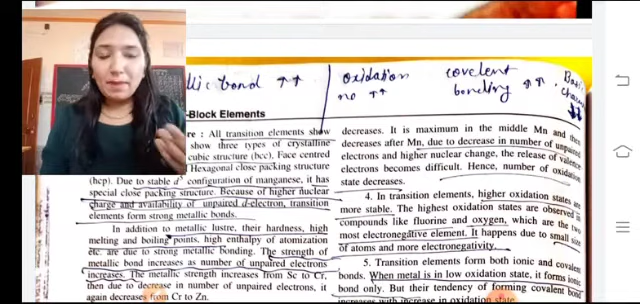 llic bond ↑↑
oxidation
no ↑↑
covelent
bonding ↑↑
-Block Elements
re : All transition elements show
show three types of crystalline
cubic structure (bcc). Face centred
Hexagonal close packing structure
(hcp). Due to stable d⁵ configuration of manganese, it has
special close packing structure. Because of higher nuclear
charge and availability of unpaired d-electron, transition
elements form strong metallic bonds.
In addition to metallic lustre, their hardness, high
melting and boiling points, high enthalpy of atomization
etc. are due to strong metallic bonding. The strength of
metallic bond increases as number of unpaired electrons
increases. The metallic strength increases from Sc to Cr,
then due to decrease in number of unpaired electrons, it
again decreases from Cr to Zn.
decreases. It is maximum in the middle Mn and then
decreases after Mn, due to decrease in number of unpaired
electrons and higher nuclear change, the release of valence
electrons becomes difficult. Hence, number of oxidation
state decreases.
4. In transition elements, higher oxidation states are
more stable. The highest oxidation states are observed in
compounds like fluorine and oxygen, which are the two
most electronegative element. It happens due to small size
of atoms and more electronegativity.
5. Transition elements form both ionic and covalent
bonds. When metal is in low oxidation state, it forms ionic
bond only. But their tendency of forming covalent bond
increases with increase in oxidation state